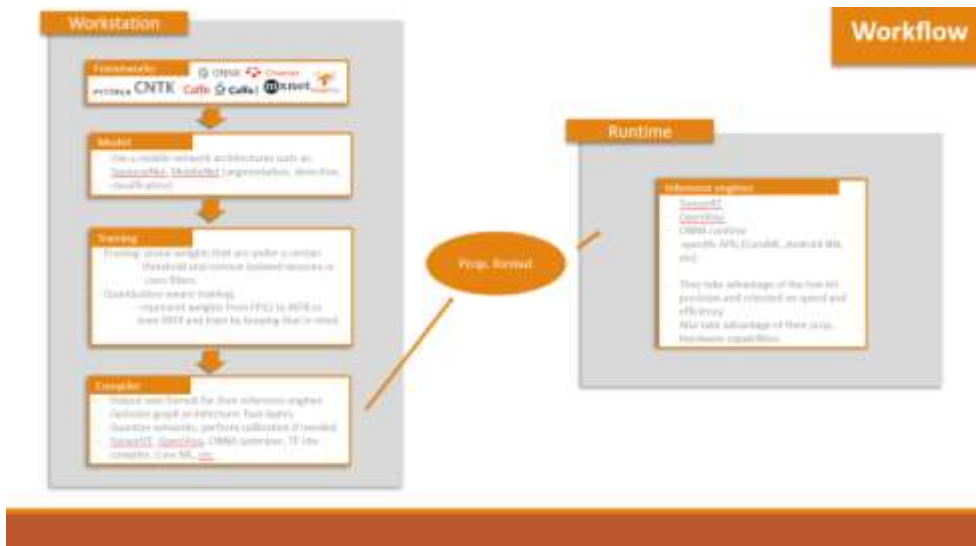 Workstation
Workflow
Frameworks
ONNX Chainer
PYTORCH CNTK Caffe Caffe2 mxnet
Model
Use a mobile network architectures such as
SqueezeNet, MobileNet (segmentation, detection,
classification)
Training
Pruning: prune weights that are under a certain
threshold and remove isolated neurons or
conv filters
Quantization aware training:
represent weights from FP32 to INT8 or
even and train by keeping that in mind
Compiler
Output own format for their inference engines
Optimize graph architecture: fuse layers
Quantize networks, perform calibration if needed
TensorRT, OpenVino, ONNX optimizer, TF lite
converter, Core ML, etc
Prop. format
Runtime
Inference engines
TensorRT
OpenVino
ONNX runtime
-specific APIs (CoreML, Android NN,
etc)
They take advantage of the low bit
precision and oriented on speed and
efficiency
Also take advantage of their prop.
Hardware capabilities